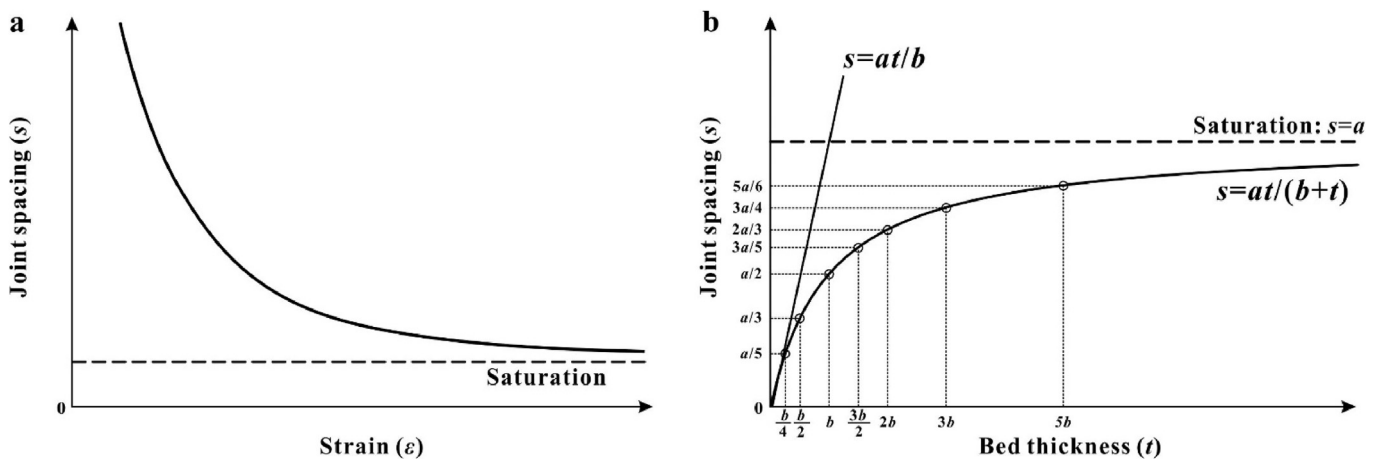 a
Joint spacing (s)
Saturation
0
Strain (ε)
b
Joint spacing (s)
s=at/b
Saturation: s=a
s=at/(b+t)
5a/6
3a/4
2a/3
3a/5
a/2
a/3
a/5
0
b/4
b/2
b
3b/2
2b
3b
5b
Bed thickness (t)